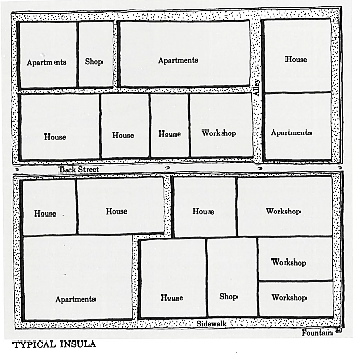 House
Apartments Shop Apartments
Alley
House House House Workshop Apartments
Back Street
House House House Workshop
Workshop
Apartments House Shop Workshop
Sidewalk
Fountain
TYPICAL INSULA